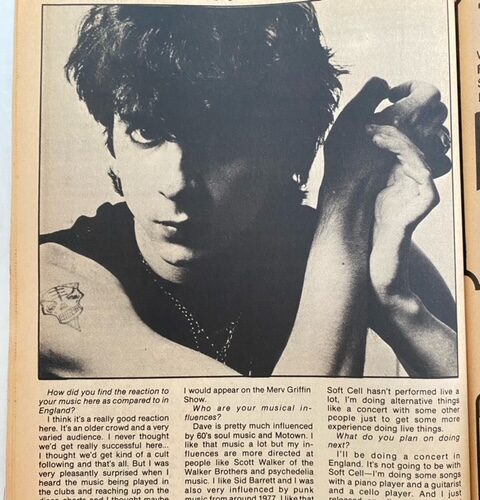 How did you find the reaction to
your music here as compared to in
England?
I think it's a really good reaction
here. It's an older crowd and a very
varied audience. I never thought
we'd get really successful here...
I thought we'd get kind of a cult
following and that's all. But I was
very pleasantly surprised when I
heard the music being played in
the clubs and reaching up on the
I would appear on the Merv Griffin
Show.
Who are your musical in-
fluences?
Dave is pretty much influenced
by 60's soul music and Motown. I
like that music a lot but my in-
fluences are more directed at
people like Scott Walker of the
Walker Brothers and psychedelia
music. I like Sid Barrett and I was
also very influenced by punk
music from around 1977. I like the
Soft Cell hasn't performed live a
lot, I'm doing alternative things
like a concert with some other
people just to get some more
experience doing live things.
What do you plan on doing
next?
I'll be doing a concert in
England. It's not going to be with
Soft Cell—I'm doing some songs
with a piano player and a guitarist
and a cello player. And I just